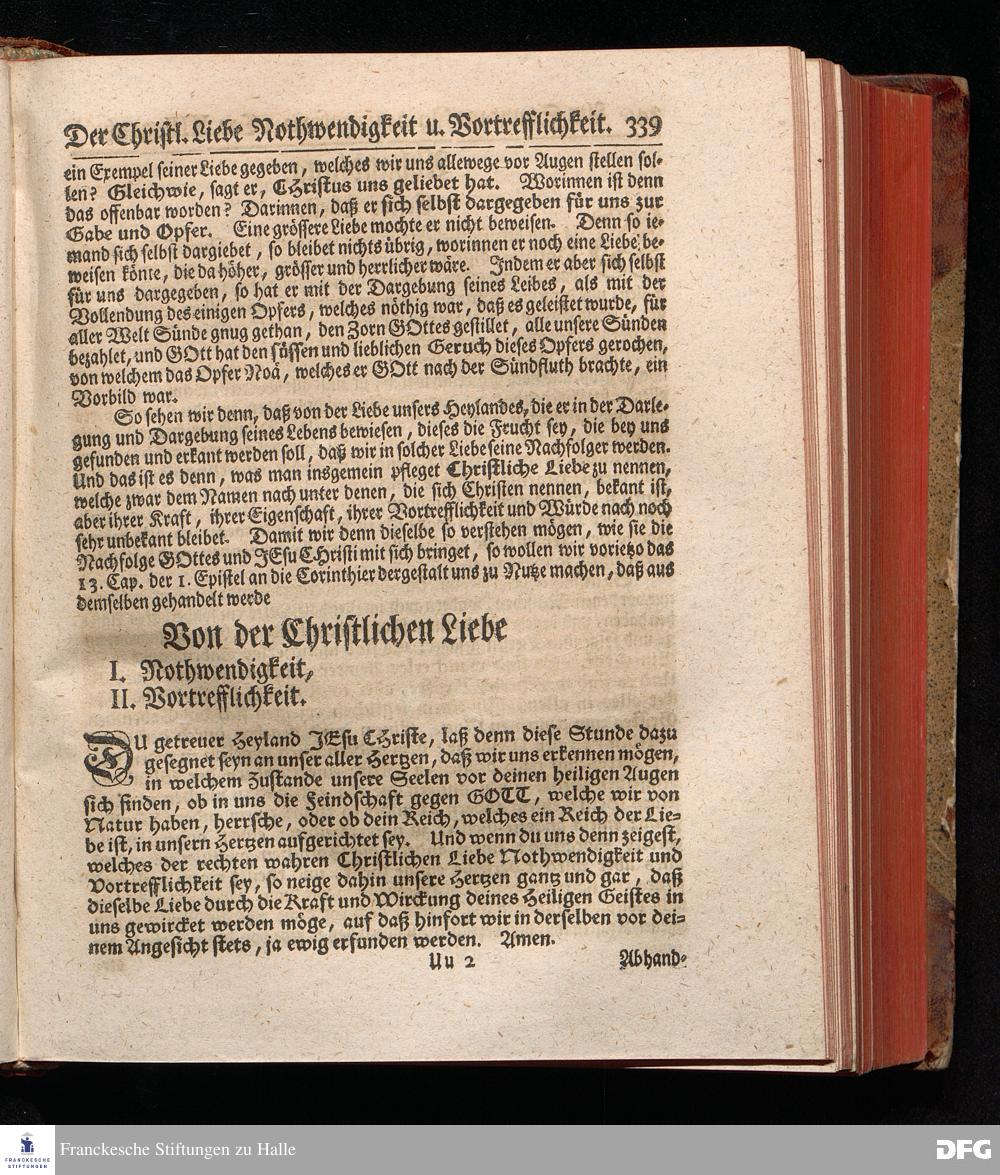 Der Christl. Liebe Nothwendigkeit u. Vortrefflichkeit. 339
ein Exempel seiner Liebe gegeben, welches wir uns allewege vor Augen stellen sol-
len? Gleichwie, sagt er, CHristus uns geliebet hat. Worinnen ist denn
das offenbar worden? Darinnen, daß er sich selbst dargegeben für uns zur
Gabe und Opfer. Eine grössere Liebe mochte er nicht beweisen. Denn so ie-
mand sich selbst dargiebet, so bleibet nichts übrig, worinnen er noch eine Liebe be-
weisen könte, die da höher, grösser und herrlicher wäre. Indem er aber sich selbst
für uns dargegeben, so hat er mit der Dargebung seines Leibes, als mit der
Vollendung des einigen Opfers, welches nöthig war, daß es geleistet wurde, für
aller Welt Sünde gnug gethan, den Zorn GOttes gestillet, alle unsere Sünden
bezahlet, und GOtt hat den süssen und lieblichen Geruch dieses Opfers gerochen,
von welchem das Opfer Noä, welches er GOtt nach der Sündfluth brachte, ein
Vorbild war.
So sehen wir denn, daß von der Liebe unsers Heylandes, die er in der Darle-
gung und Dargebung seines Lebens bewiesen, dieses die Frucht sey, die bey uns
gefunden und erkant werden soll, daß wir in solcher Liebe seine Nachfolger werden.
Und das ist es denn, was man insgemein pfleget Christliche Liebe zu nennen,
welche zwar dem Namen nach unter denen, die sich Christen nennen, bekant ist,
aber ihrer Kraft, ihrer Eigenschaft, ihrer Vortrefflichkeit und Würde nach noch
sehr unbekant bleibet. Damit wir denn dieselbe so verstehen mögen, wie sie die
Nachfolge GOttes und JEsu CHristi mit sich bringet, so wollen wir vorietzo das
13. Cap. der 1. Epistel an die Corinthier dergestalt uns zu Nutze machen, daß aus
demselben gehandelt werde
Von der Christlichen Liebe
I. Nothwendigkeit,
II. Vortrefflichkeit.
DU getreuer Heyland JEsu CHriste, laß denn diese Stunde dazu
gesegnet seyn an unser aller Hertzen, daß wir uns erkennen mögen,
in welchem Zustande unsere Seelen vor deinen heiligen Augen
sich finden, ob in uns die Feindschaft gegen GOTT, welche wir von
Natur haben, herrsche, oder ob dein Reich, welches ein Reich der Lie-
be ist, in unsern Hertzen aufgerichtet sey. Und wenn du uns denn zeigest,
welches der rechten wahren Christlichen Liebe Nothwendigkeit und
Vortrefflichkeit sey, so neige dahin unsere Hertzen gantz und gar, daß
dieselbe Liebe durch die Kraft und Wirckung deines Heiligen Geistes in
uns gewircket werden möge, auf daß hinfort wir in derselben vor dei-
nem Angesicht stets, ja ewig erfunden werden. Amen.
Uu 2 Abhand-
FRANCKESCHE STIFTUNGEN
Franckesche Stiftungen zu Halle
DFG